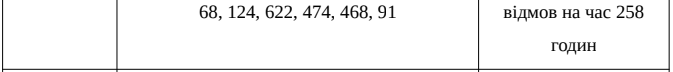 68, 124, 622, 474, 468, 91
відмов на час 258
годин